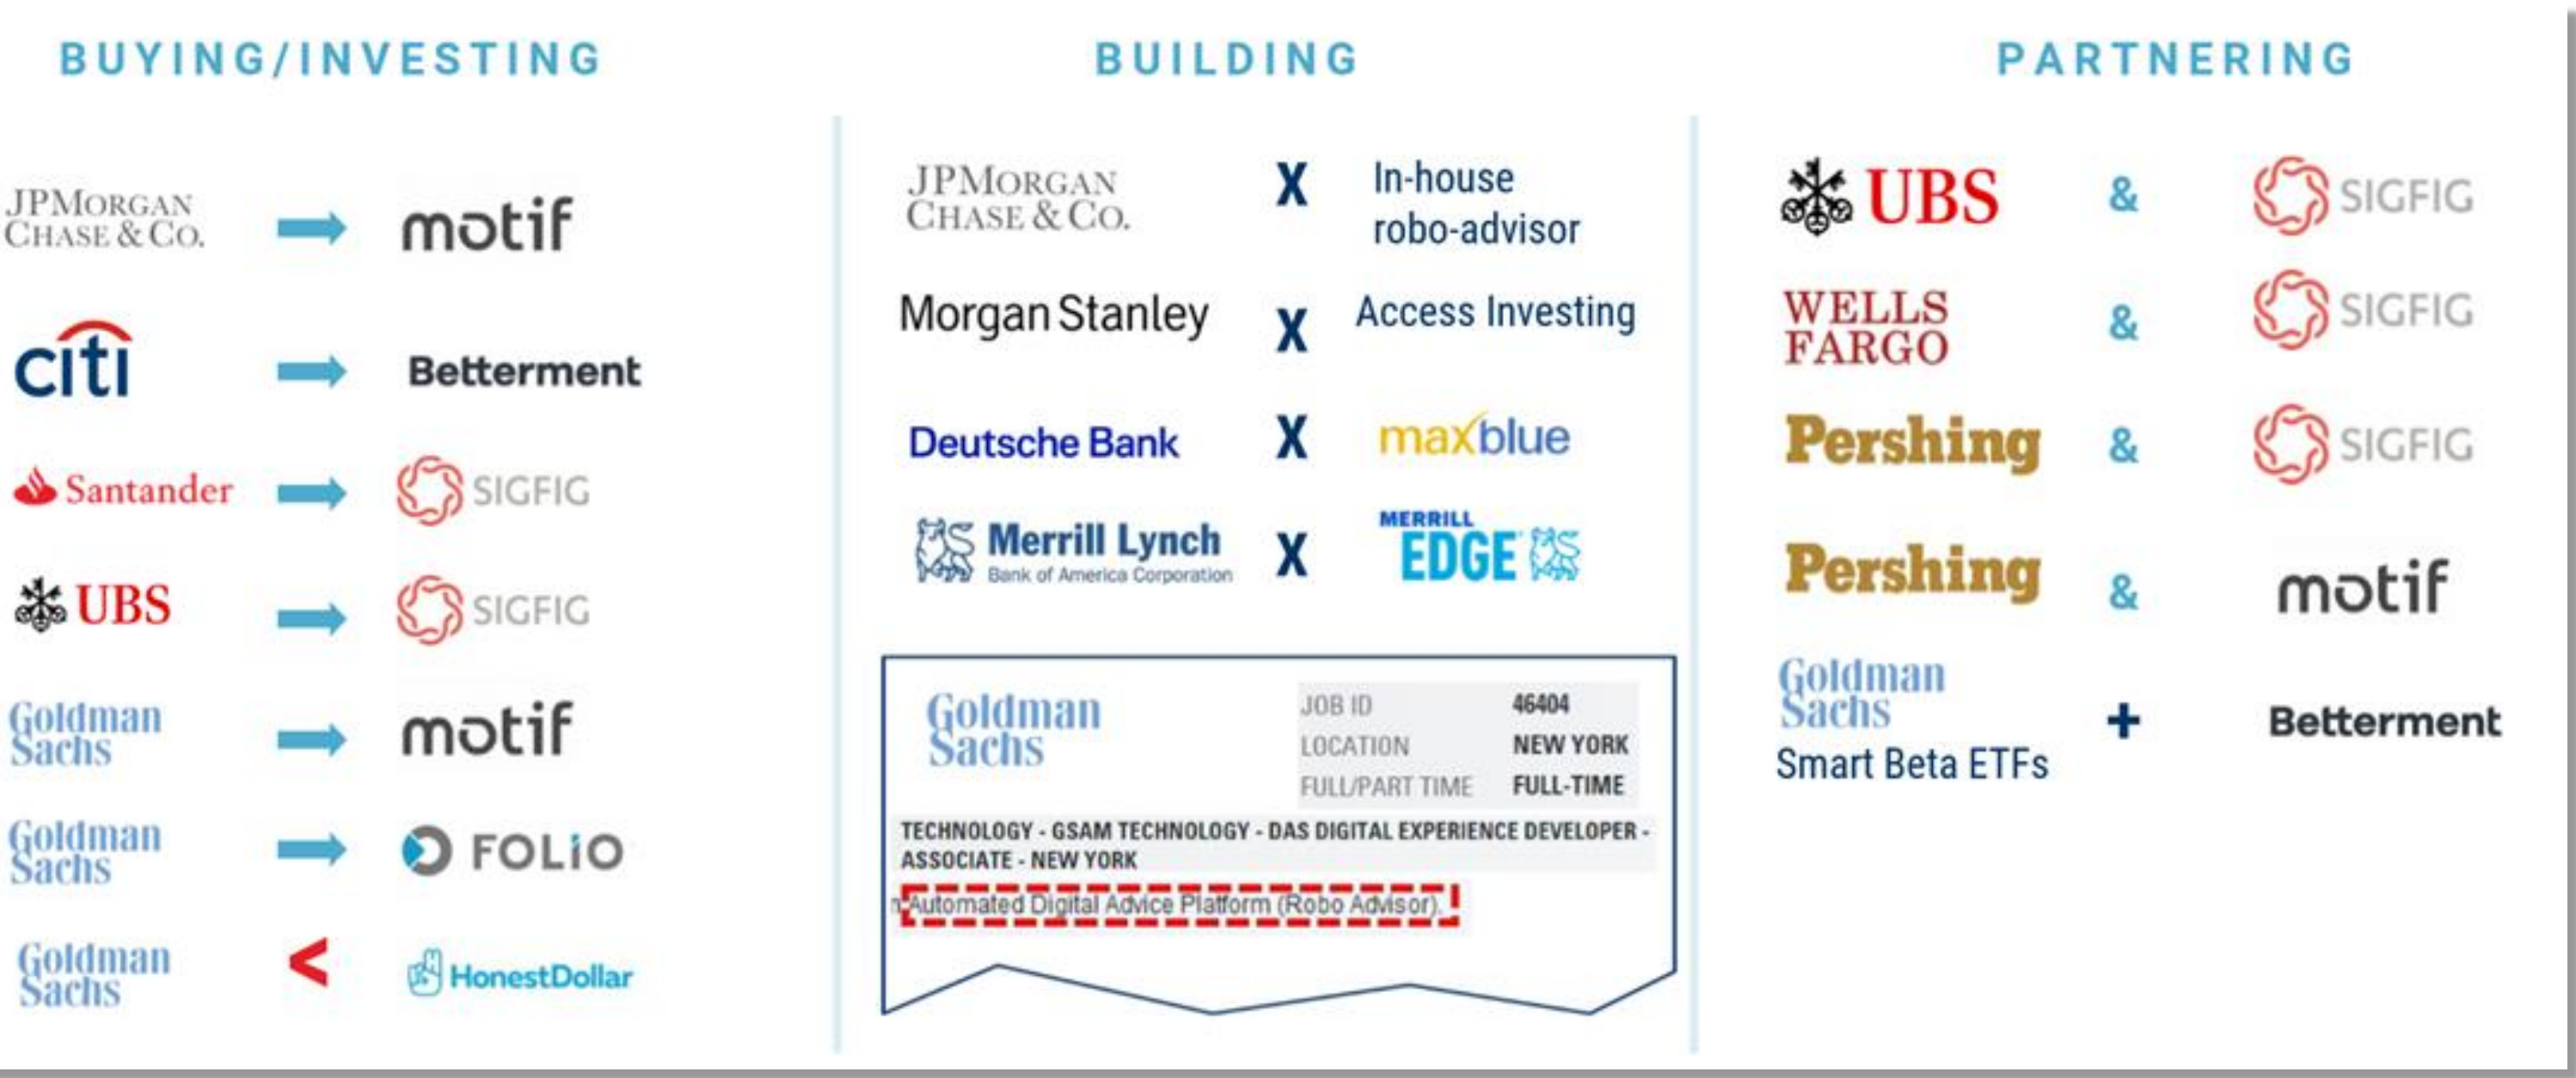 BUYING/INVESTING
JPMORGAN
CHASE & CO.
motif
citi
Betterment
Santander
SIGFIG
UBS
SIGFIG
Goldman
Sachs
motif
Goldman
Sachs
FOLiO
Goldman
Sachs
<
HonestDollar
BUILDING
JPMORGAN
CHASE & CO.
X
In-house
robo-advisor
Morgan Stanley
X
Access Investing
Deutsche Bank
X
maxblue
Merrill Lynch
Bank of America Corporation
X
MERRILL
EDGE
Goldman
Sachs
JOB ID 46404
LOCATION NEW YORK
FULL/PART TIME FULL-TIME
TECHNOLOGY - GSAM TECHNOLOGY - DAS DIGITAL EXPERIENCE DEVELOPER -
ASSOCIATE - NEW YORK
Automated Digital Advice Platform (Robo Advisor).
PARTNERING
UBS & SIGFIG
WELLS
FARGO
& SIGFIG
Pershing & SIGFIG
Pershing & motif
Goldman
Sachs
Smart Beta ETFs
+ Betterment